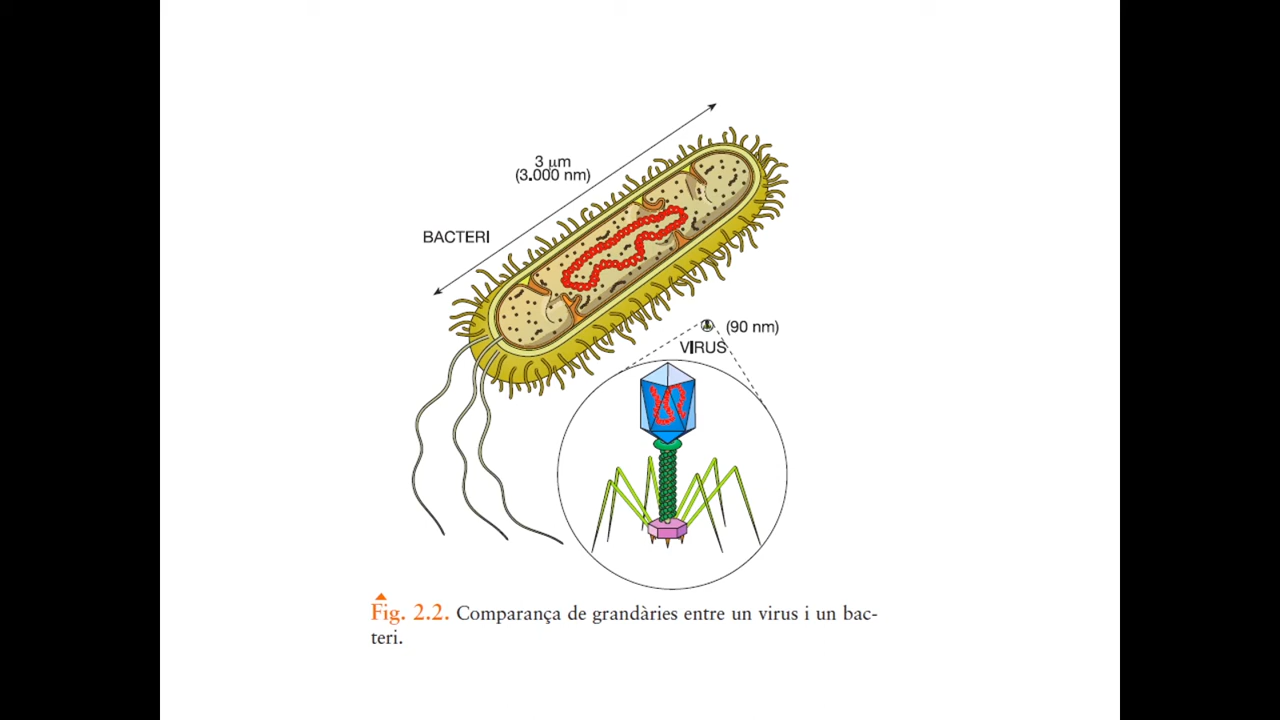 3 µm
(3.000 nm)
BACTERI
(90 nm)
VIRUS
Fig. 2.2. Comparança de grandàries entre un virus i un bac-
teri.